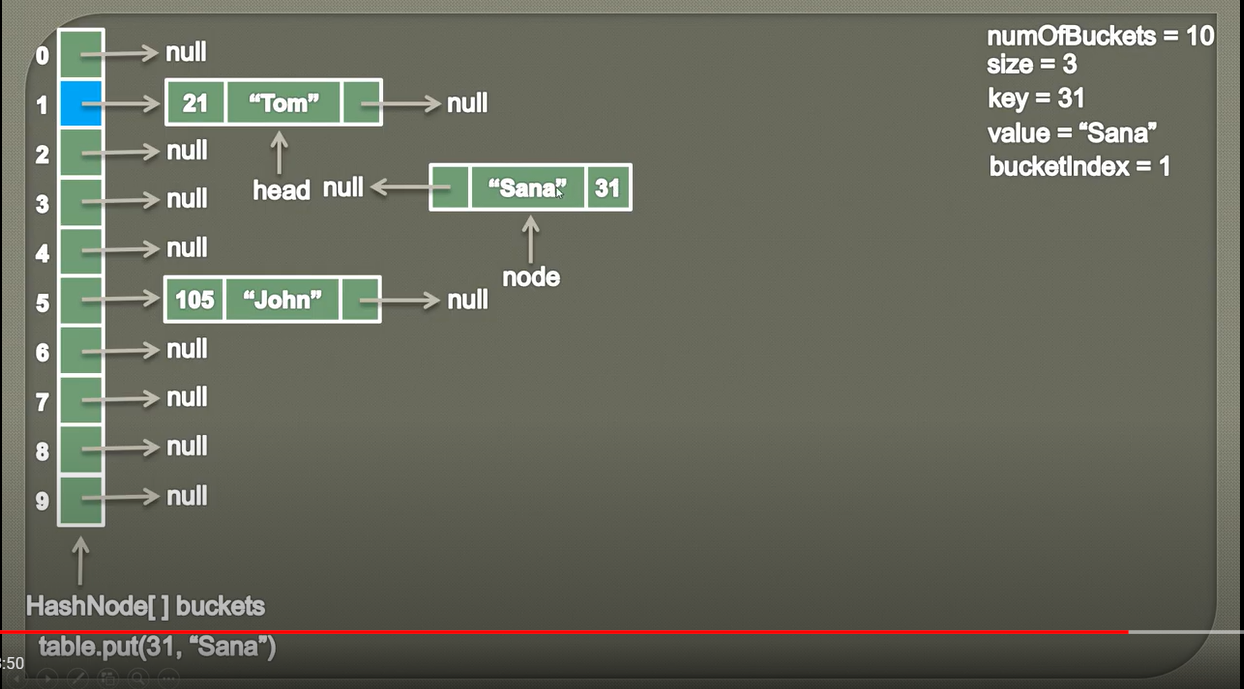 numOfBuckets = 10
size = 3
key = 31
value = “Sana”
bucketIndex = 1
0 null
1 21 “Tom” null
2 null
head
null “Sana” 31
3 null
4 null
node
5 105 “John” null
6 null
7 null
8 null
9 null
HashNode[ ] buckets
table.put(31, “Sana”)
:50